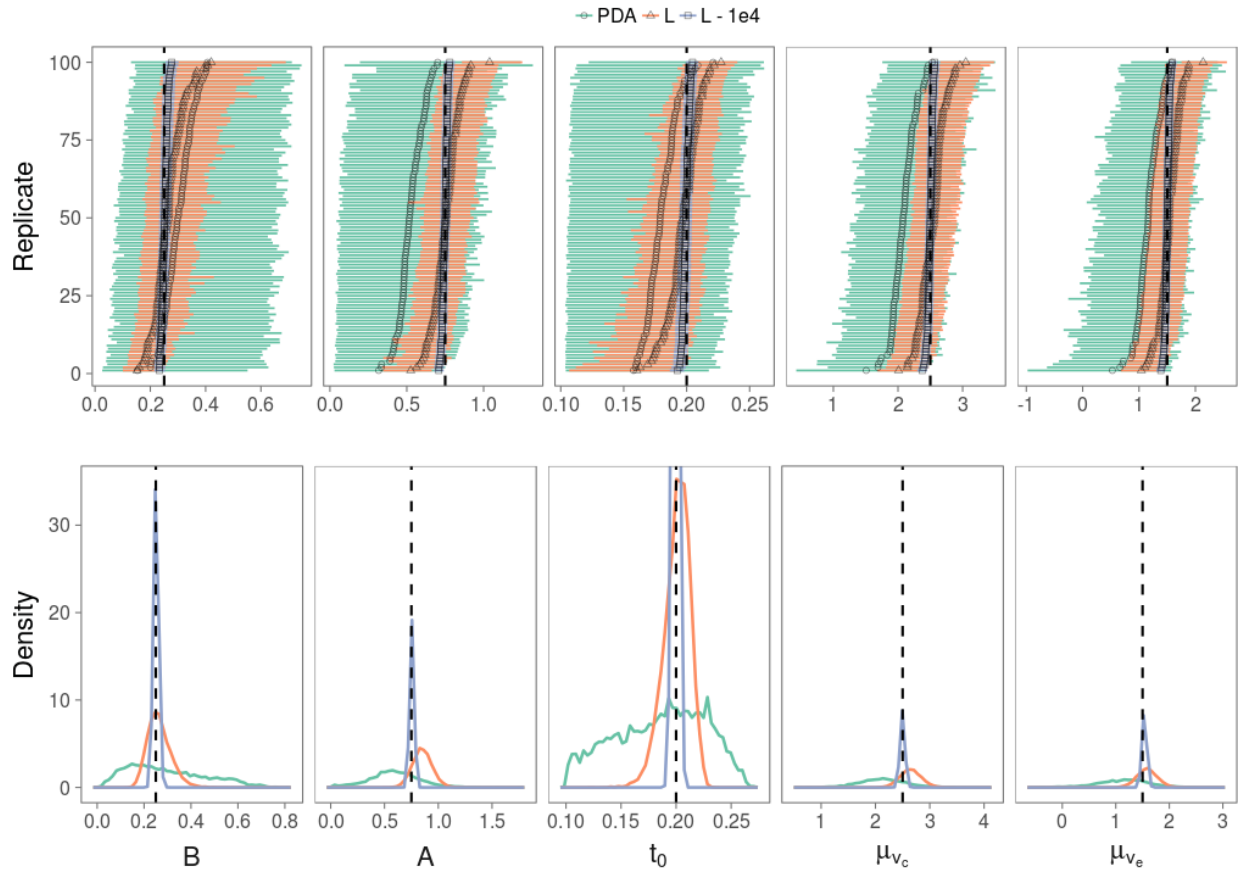 PDA L L - 1e4
Replicate
100
75
50
25
0
0.0 0.2 0.4 0.6 0.0 0.5 1.0 0.10 0.15 0.20 0.25 1 2 3 -1 0 1 2
Density
30
20
10
0
0.0 0.2 0.4 0.6 0.8 0.0 0.5 1.0 1.5 0.10 0.15 0.20 0.25 1 2 3 4 0 1 2 3
B A t₀ μ_{v_c} μ_{v_e}